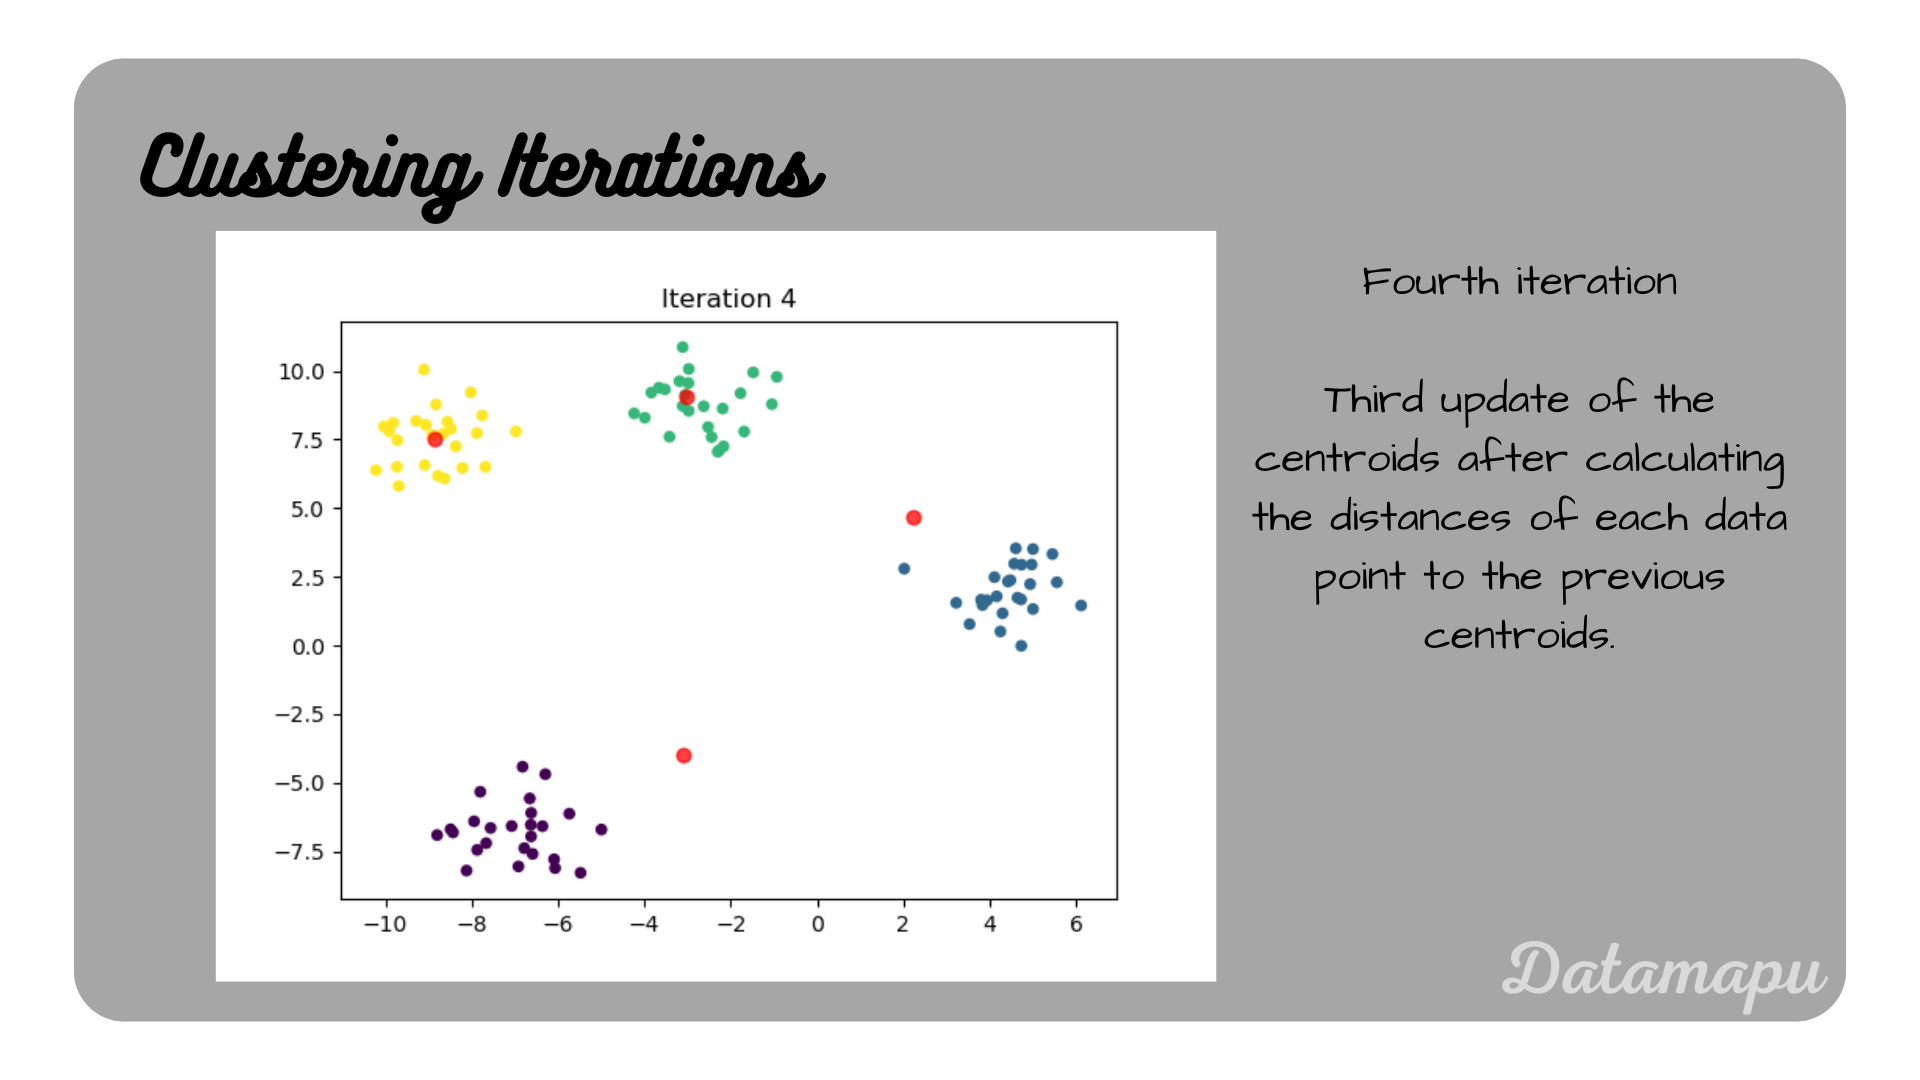 Clustering Iterations
Iteration 4
10.0
7.5
5.0
2.5
0.0
−2.5
−5.0
−7.5
−10 −8 −6 −4 −2 0 2 4 6
Fourth iteration
Third update of the
centroids after calculating
the distances of each data
point to the previous
centroids.
Datamapu